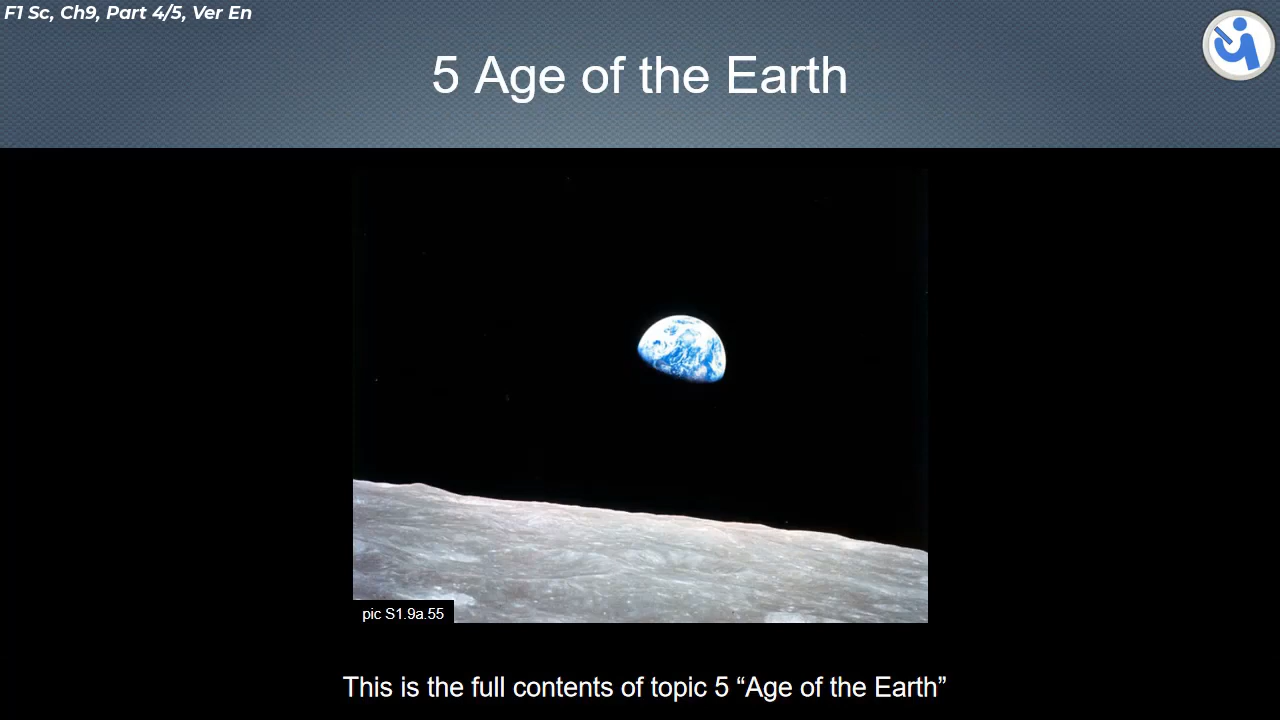 F1 Sc, Ch9, Part 4/5, Ver En
5 Age of the Earth
pic S1.9a.55
This is the full contents of topic 5 “Age of the Earth”